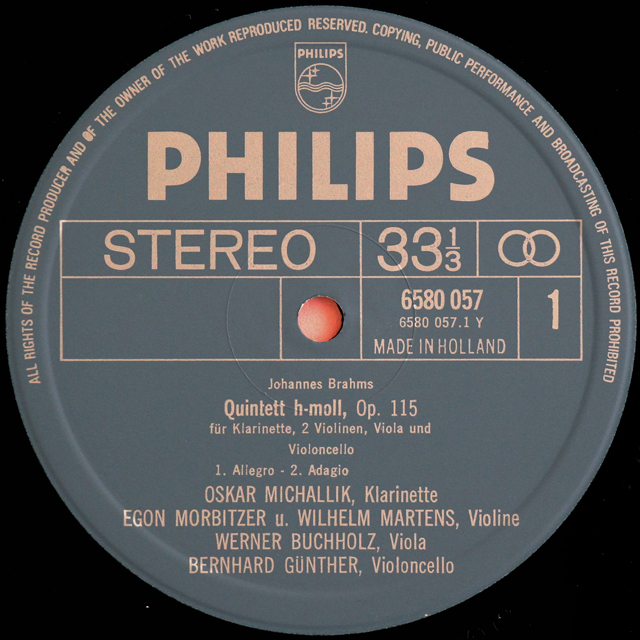 ALL RIGHTS OF THE RECORD PRODUCER AND OF THE OWNER OF THE WORK REPRODUCED RESERVED. COPYING, PUBLIC PERFORMANCE AND BROADCASTING OF THIS RECORD PROHIBITED
PHILIPS
PHILIPS
STEREO 33 1/3
6580 057
6580 057.1 Y
1
MADE IN HOLLAND
Johannes Brahms
Quintett h-moll, Op. 115
für Klarinette, 2 Violinen, Viola und
Violoncello
1. Allegro - 2. Adagio
OSKAR MICHALLIK, Klarinette
EGON MORBITZER u. WILHELM MARTENS, Violine
WERNER BUCHHOLZ, Viola
BERNHARD GÜNTHER, Violoncello